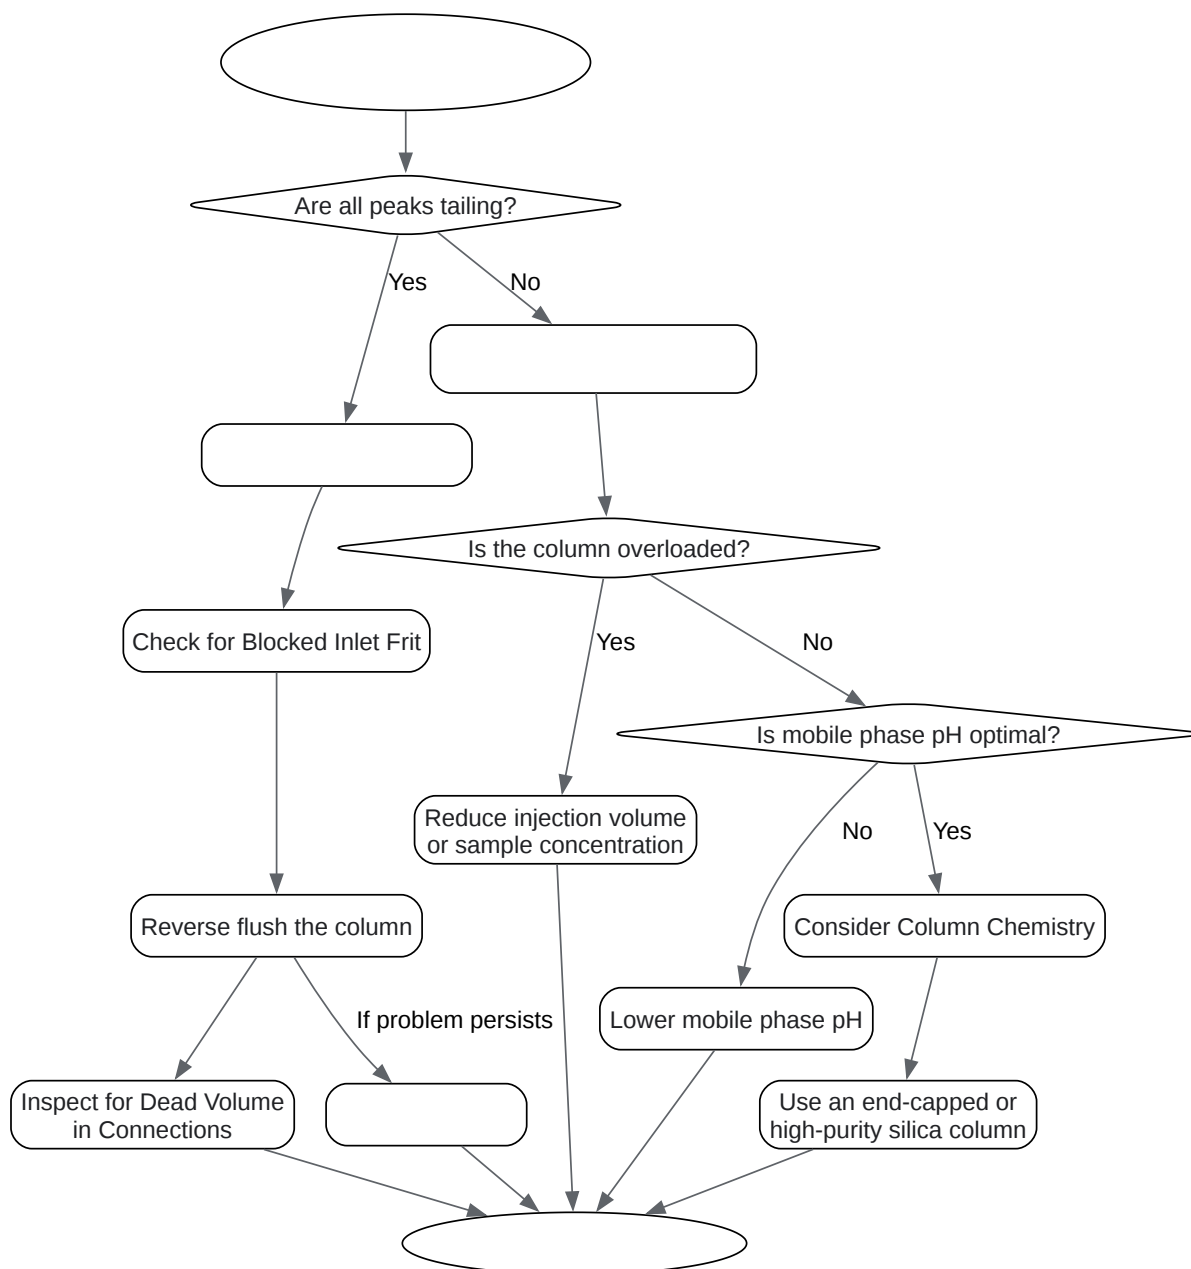 Are all peaks tailing?
Yes
No
Is the column overloaded?
Check for Blocked Inlet Frit
Yes
No
Is mobile phase pH optimal?
Reduce injection volume
or sample concentration
No
Yes
Reverse flush the column
Consider Column Chemistry
If problem persists
Lower mobile phase pH
Inspect for Dead Volume
in Connections
Use an end-capped or
high-purity silica column